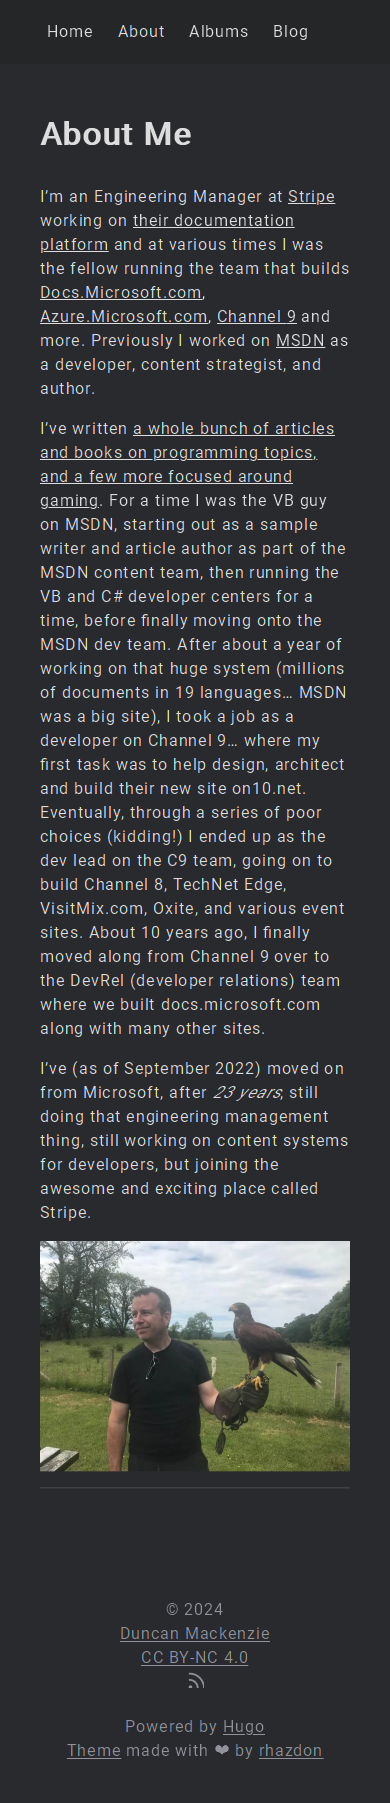 Home About Albums Blog
About Me
I’m an Engineering Manager at Stripe
working on their documentation
platform and at various times I was
the fellow running the team that builds
Docs.Microsoft.com,
Azure.Microsoft.com, Channel 9 and
more. Previously I worked on MSDN as
a developer, content strategist, and
author.
I’ve written a whole bunch of articles
and books on programming topics,
and a few more focused around
gaming. For a time I was the VB guy
on MSDN, starting out as a sample
writer and article author as part of the
MSDN content team, then running the
VB and C# developer centers for a
time, before finally moving onto the
MSDN dev team. After about a year of
working on that huge system (millions
of documents in 19 languages… MSDN
was a big site), I took a job as a
developer on Channel 9… where my
first task was to help design, architect
and build their new site on10.net.
Eventually, through a series of poor
choices (kidding!) I ended up as the
dev lead on the C9 team, going on to
build Channel 8, TechNet Edge,
VisitMix.com, Oxite, and various event
sites. About 10 years ago, I finally
moved along from Channel 9 over to
the DevRel (developer relations) team
where we built docs.microsoft.com
along with many other sites.
I’ve (as of September 2022) moved on
from Microsoft, after 23 years, still
doing that engineering management
thing, still working on content systems
for developers, but joining the
awesome and exciting place called
Stripe.
© 2024
Duncan Mackenzie
CC BY-NC 4.0
Powered by Hugo
Theme made with ❤ by rhazdon